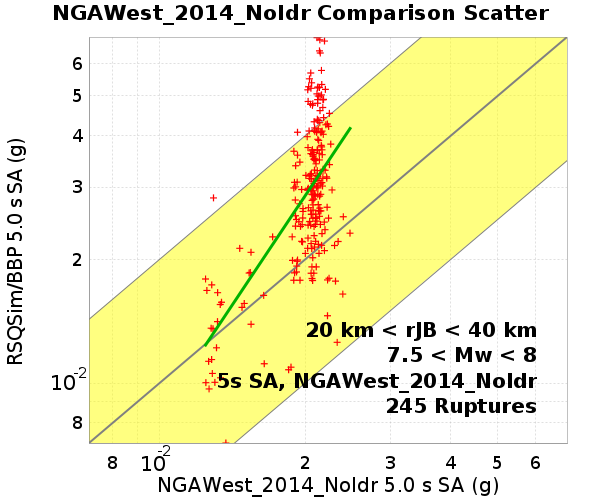 NGAWest_2014_NoIdr Comparison Scatter
RSQSim/BBP 5.0 s SA (g)
6
5
4
3
2
10-2
8
20 km < rJB < 40 km
7.5 < Mw < 8
5s SA, NGAWest_2014_NoIdr
245 Ruptures
8 10-2 2 3 4 5 6
NGAWest_2014_NoIdr 5.0 s SA (g)